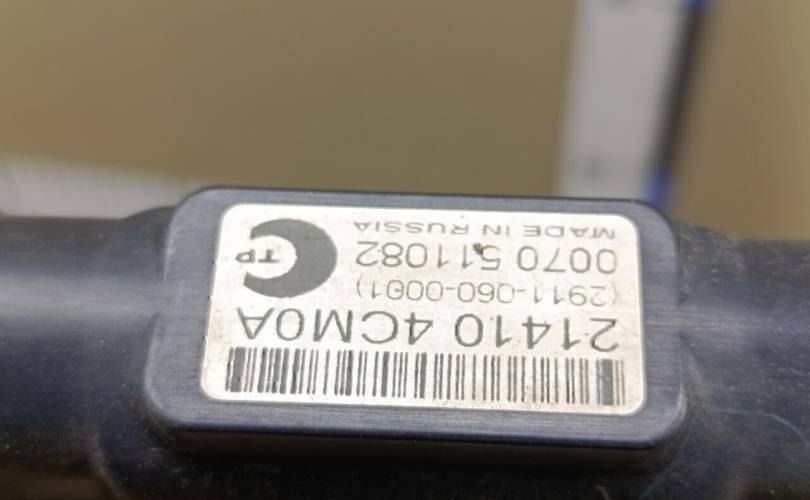 21410 4CM0A
(2911-060-0001)
0070 511082
MADE IN RUSSIA
TP